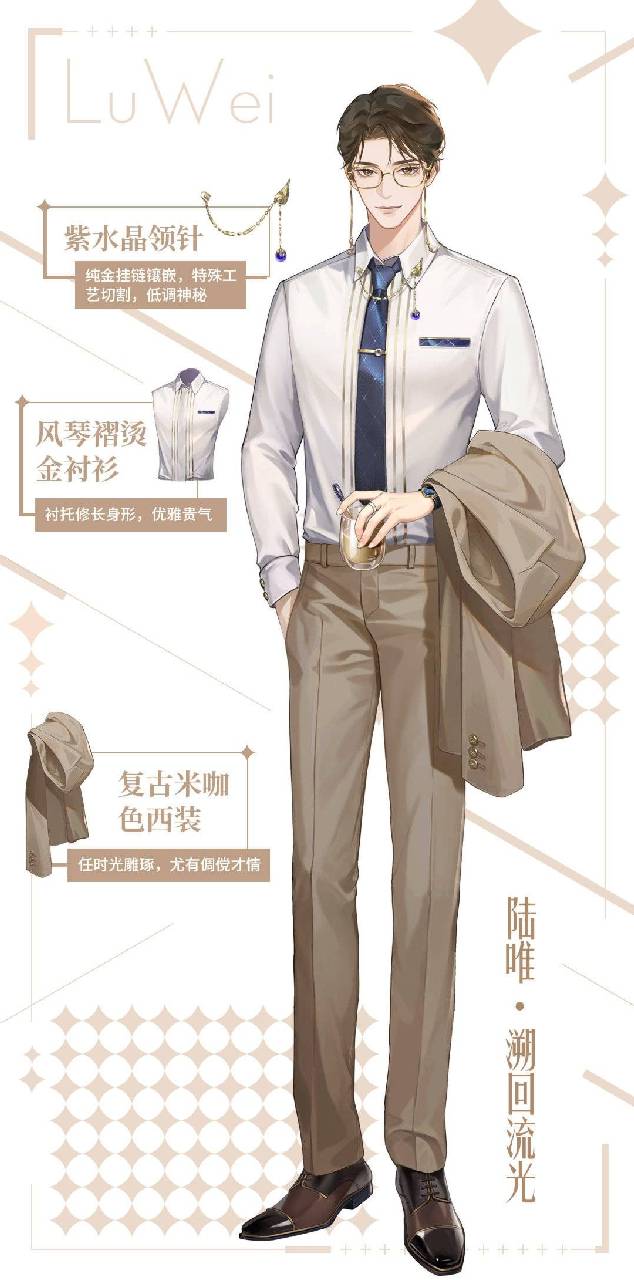 LuWei
紫水晶领针
纯金挂链镶嵌，特殊工
艺切割，低调神秘
风琴褶烫
金衬衫
衬托修长身形，优雅贵气
复古米咖
色西装
任时光雕琢，尤有倜傥才情
陆唯·溯回流光
LuWei